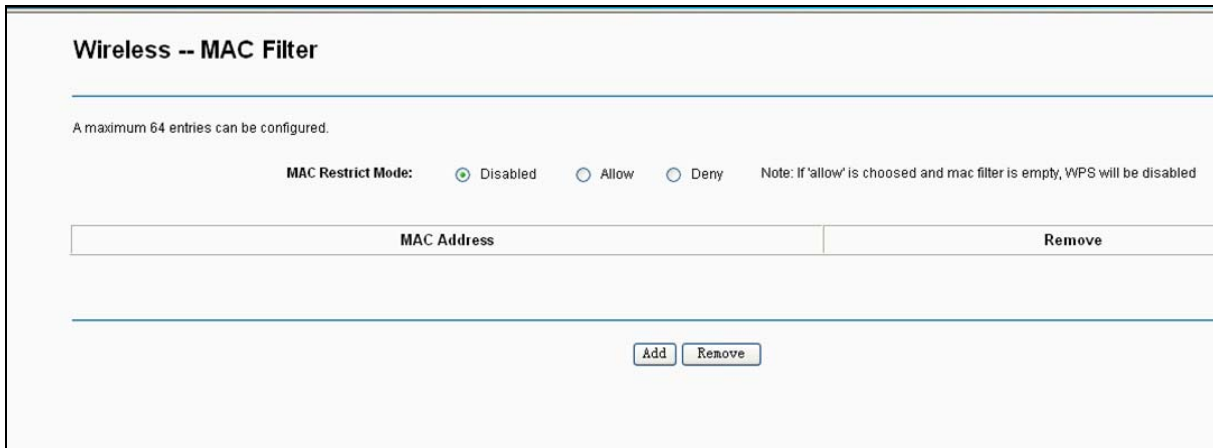 Wireless -- MAC Filter
A maximum 64 entries can be configured.
MAC Restrict Mode: Disabled Allow Deny Note: If 'allow' is choosed and mac filter is empty, WPS will be disabled
MAC Address Remove
Add Remove